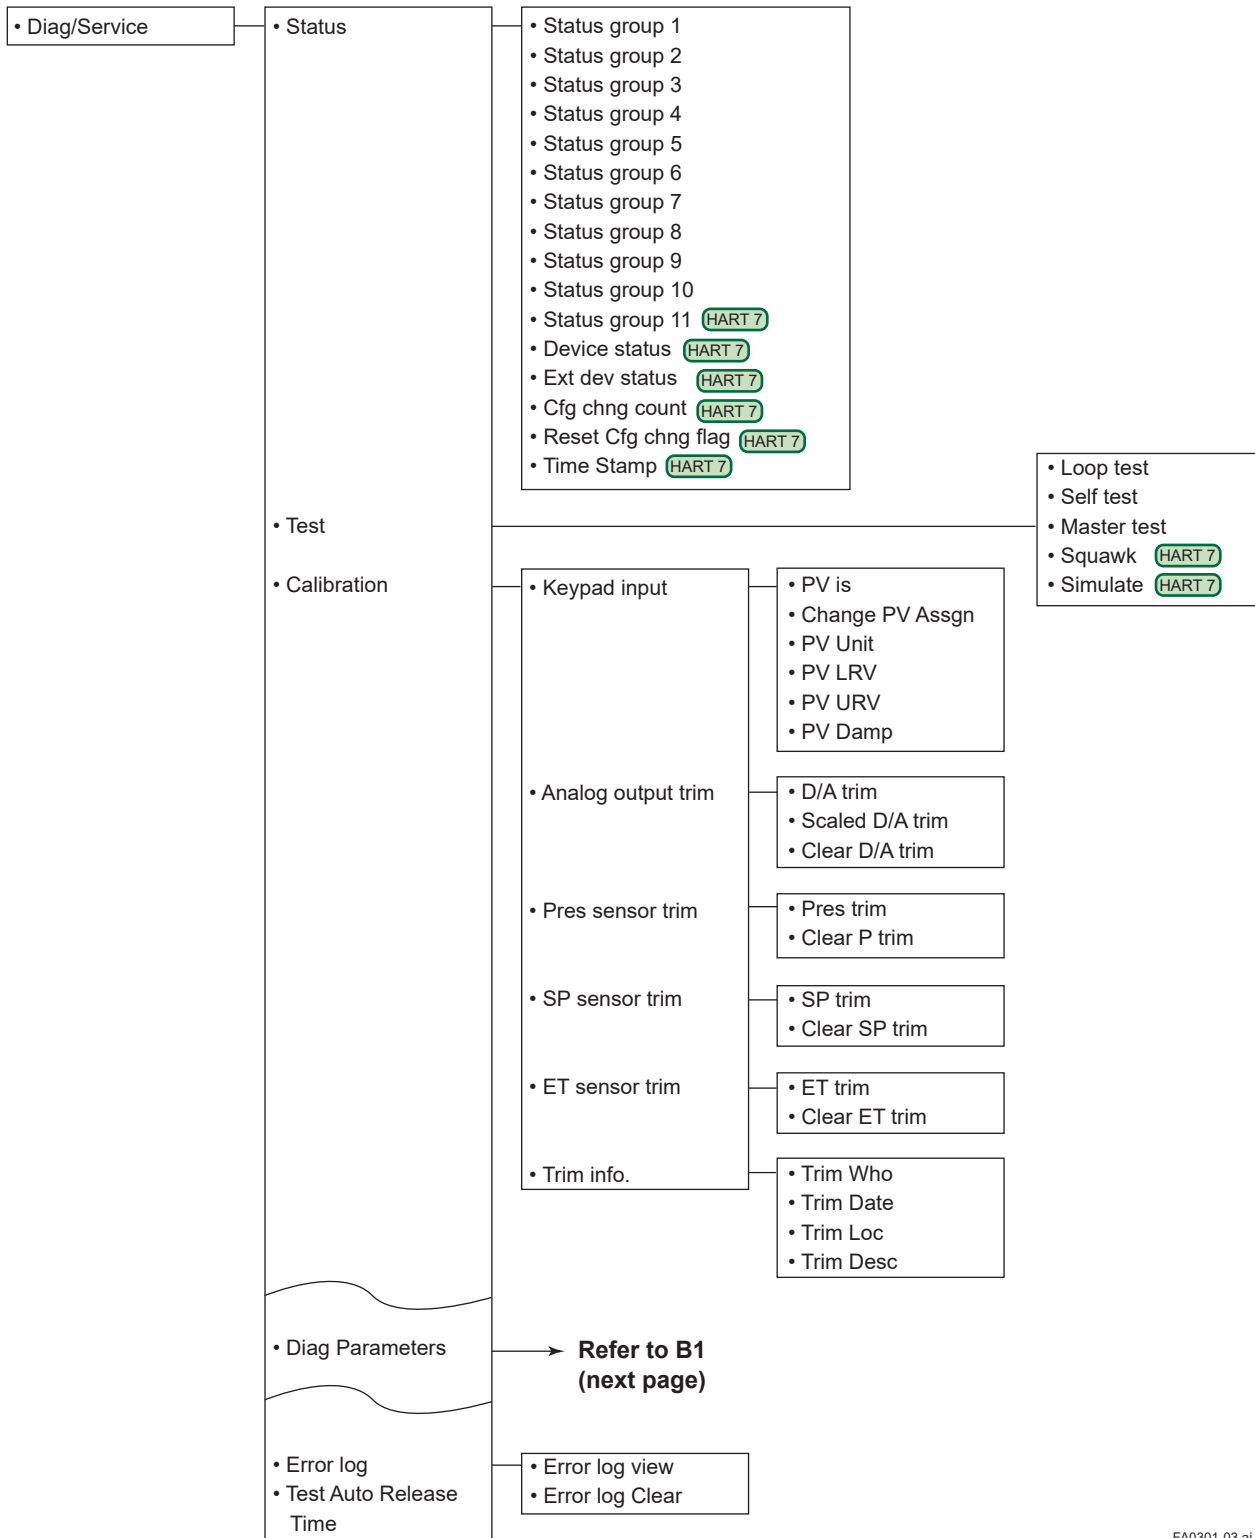 • Diag/Service
• Status
• Status group 1
• Status group 2
• Status group 3
• Status group 4
• Status group 5
• Status group 6
• Status group 7
• Status group 8
• Status group 9
• Status group 10
• Status group 11 HART 7
• Device status HART 7
• Ext dev status HART 7
• Cfg chng count HART 7
• Reset Cfg chng flag HART 7
• Time Stamp HART 7
• Test
• Loop test
• Self test
• Master test
• Squawk HART 7
• Simulate HART 7
• Calibration
• Keypad input
• PV is
• Change PV Assgn
• PV Unit
• PV LRV
• PV URV
• PV Damp
• Analog output trim
• D/A trim
• Scaled D/A trim
• Clear D/A trim
• Pres sensor trim
• Pres trim
• Clear P trim
• SP sensor trim
• SP trim
• Clear SP trim
• ET sensor trim
• ET trim
• Clear ET trim
• Trim info.
• Trim Who
• Trim Date
• Trim Loc
• Trim Desc
• Diag Parameters
Refer to B1
(next page)
• Error log
• Error log view
• Error log Clear
• Test Auto Release
Time
FA0301-03.ai